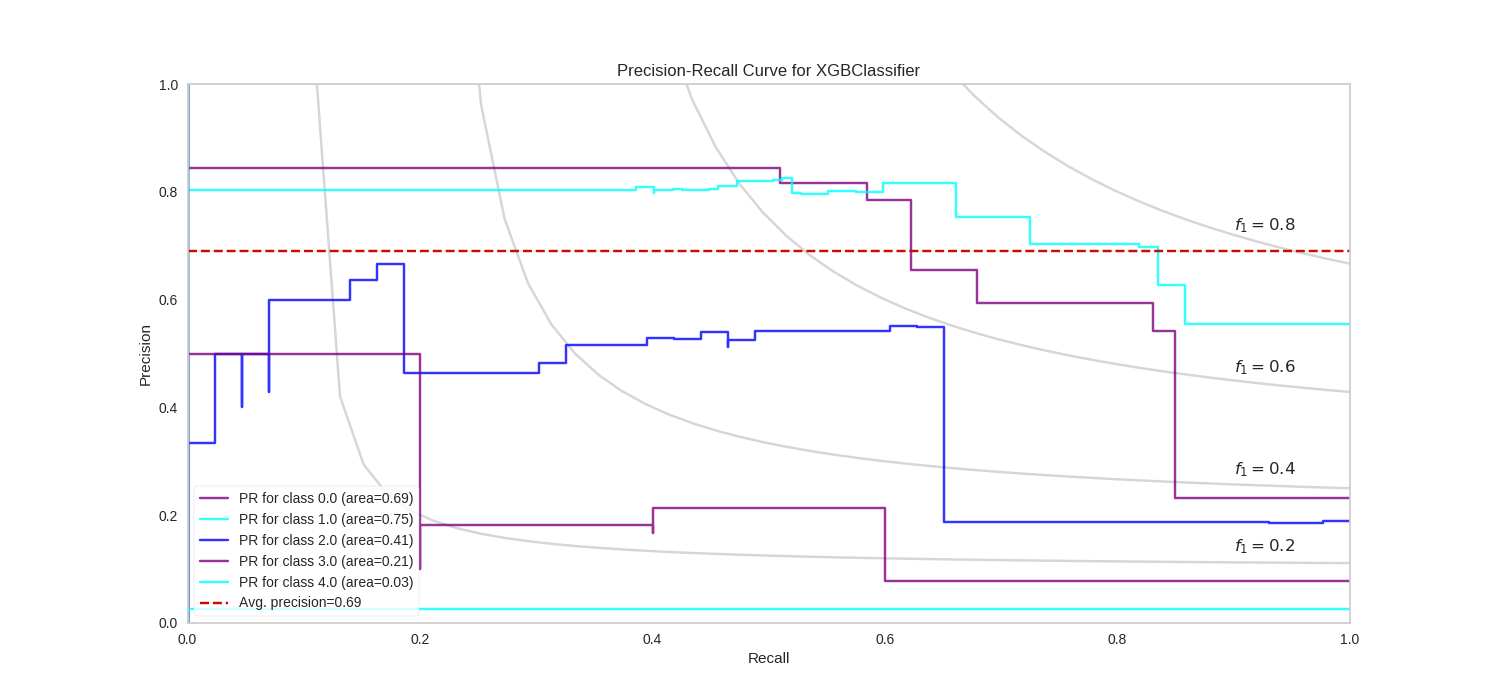 Precision-Recall Curve for XGBClassifier
1.0
0.8
0.6
0.4
0.2
0.0
Precision
f1 = 0.8
f1 = 0.6
f1 = 0.4
f1 = 0.2
PR for class 0.0 (area=0.69)
PR for class 1.0 (area=0.75)
PR for class 2.0 (area=0.41)
PR for class 3.0 (area=0.21)
PR for class 4.0 (area=0.03)
Avg. precision=0.69
0.0 0.2 0.4 0.6 0.8 1.0
Recall